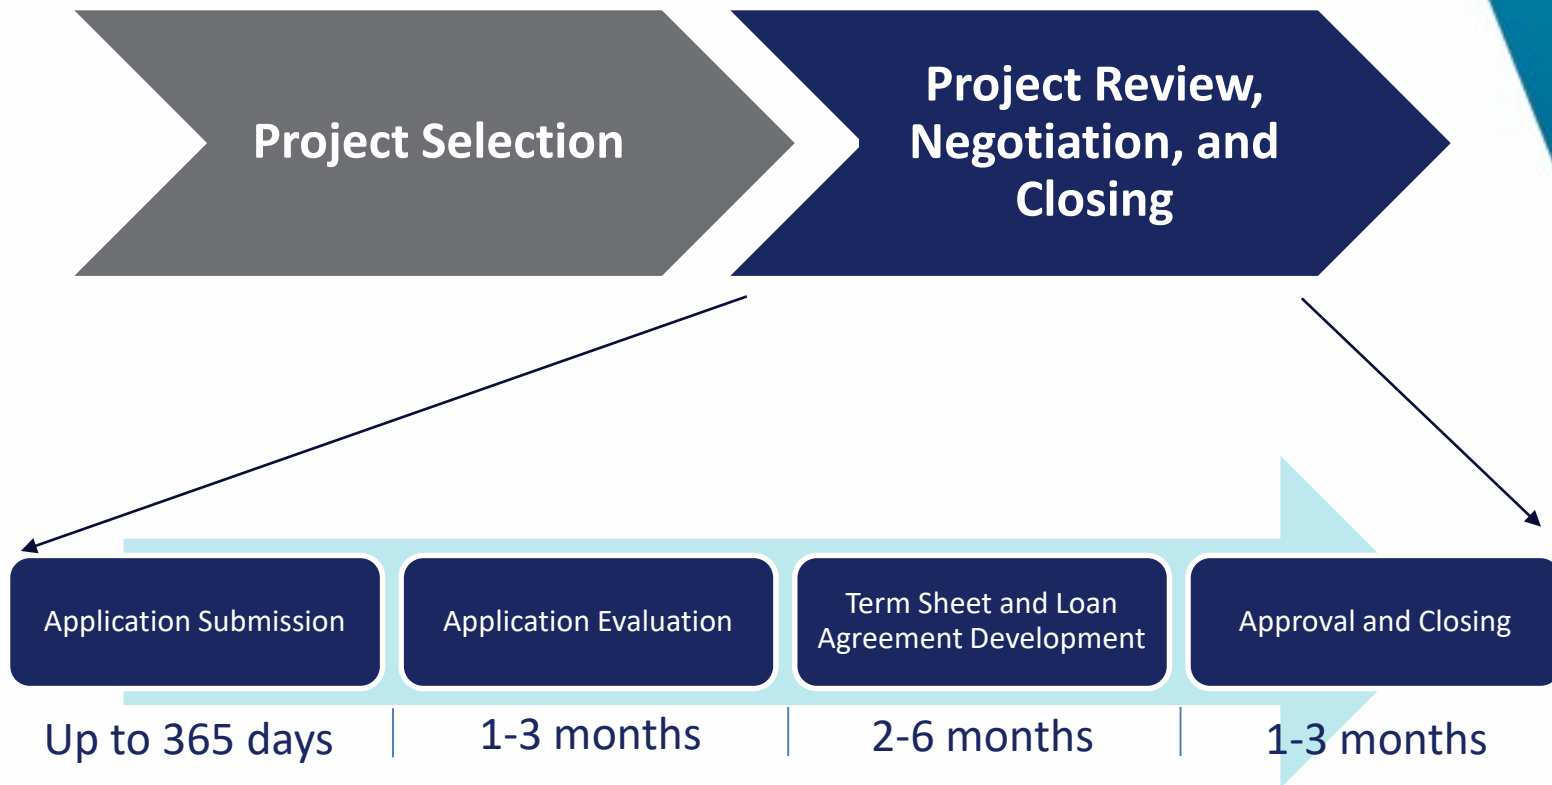 Project Selection
Project Review,
Negotiation, and
Closing
Application Submission
Application Evaluation
Term Sheet and Loan
Agreement Development
Approval and Closing
Up to 365 days
1-3 months
2-6 months
1-3 months